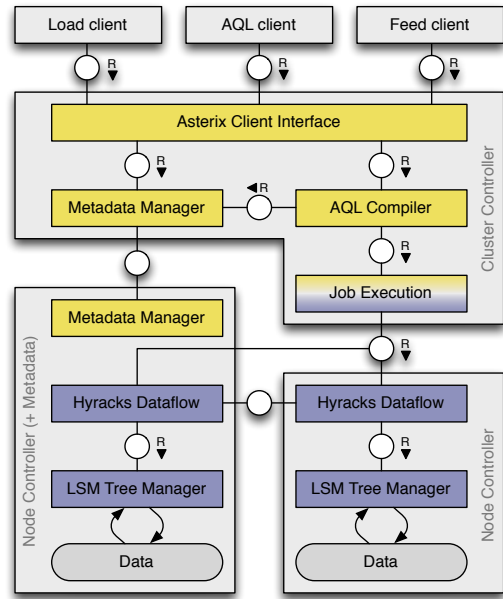 Load client
AQL client
Feed client
R
R
R
Asterix Client Interface
R
R
Metadata Manager
R
AQL Compiler
R
Cluster Controller
Job Execution
Metadata Manager
R
Hyracks Dataflow
Hyracks Dataflow
R
R
LSM Tree Manager
LSM Tree Manager
Data
Data
Node Controller (+ Metadata)
Node Controller